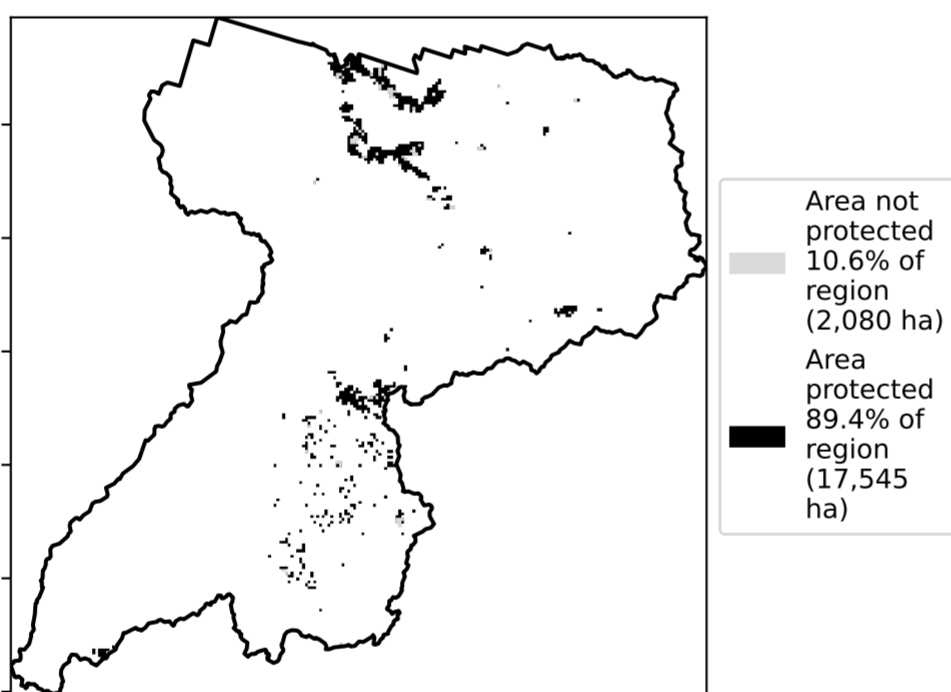 Area not
protected
10.6% of
region
(2,080 ha)
Area
protected
89.4% of
region
(17,545
ha)